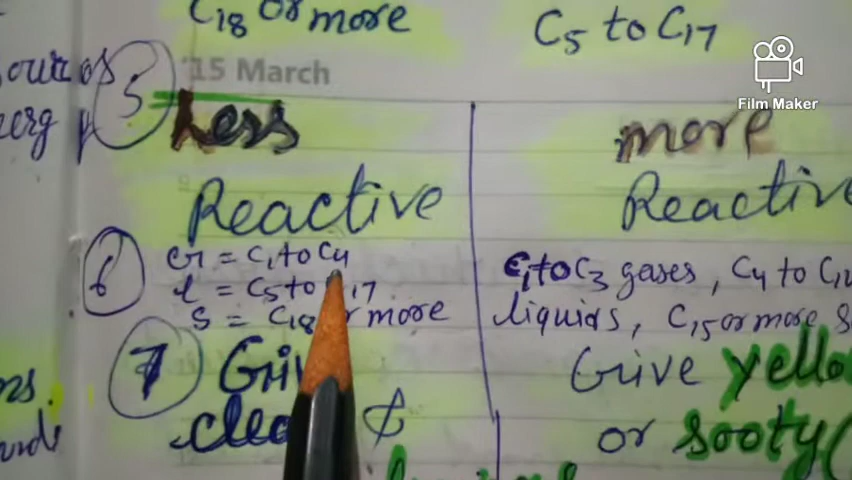 C18 or more
C5 to C17
Film Maker
15 March
5
Less
more
Reactive
Reactive
6
G = C1 to C4
l = C5 to 17
S = C18 or more
C1 to C3 gases, C4 to
liquids, C15 or more S
7
Give yello
or sooty(
&